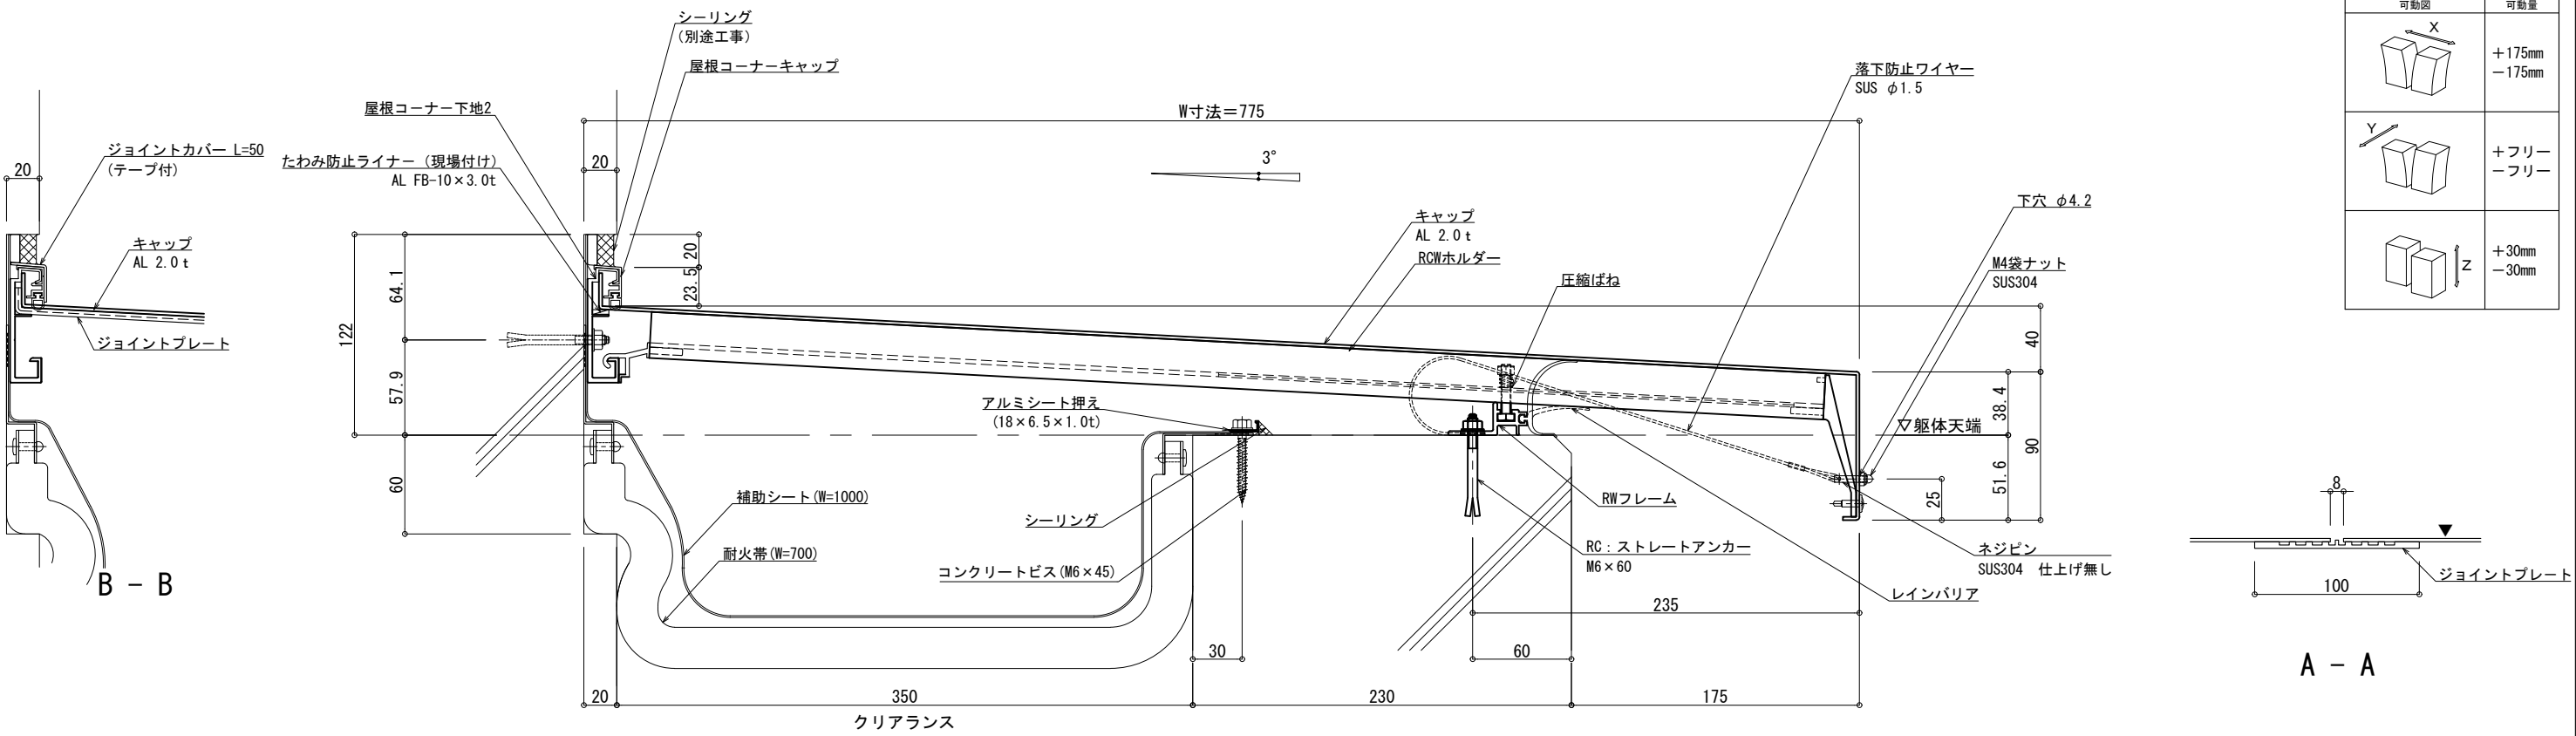 シーリング
(別途工事)
屋根コーナーキャップ
屋根コーナー下地2
たわみ防止ライナー (現場付け)
AL FB-10×3.0t
ジョイントカバー L=50
(テープ付)
20
キャップ
AL 2.0t
ジョイントプレート
B - B
20
W寸法=775
3°
落下防止ワイヤー
SUS φ1.5
キャップ
AL 2.0t
RCWホルダー
圧縮ばね
下穴 φ4.2
M4袋ナット
SUS304
20
23.5
64.1
122
57.9
60
アルミシート押え
(18×6.5×1.0t)
補助シート(W=1000)
耐火帯(W=700)
シーリング
コンクリートビス(M6×45)
RWフレーム
RC:ストレートアンカー
M6×60
レインバリア
ネジピン
SUS304 仕上げ無し
▽躯体天端
40
38.4
90
51.6
25
235
30
60
20
350
230
175
クリアランス
可動図
可動量
X
+175mm
-175mm
Y
+フリー
-フリー
Z
+30mm
-30mm
8
▼
100
ジョイントプレート
A - A